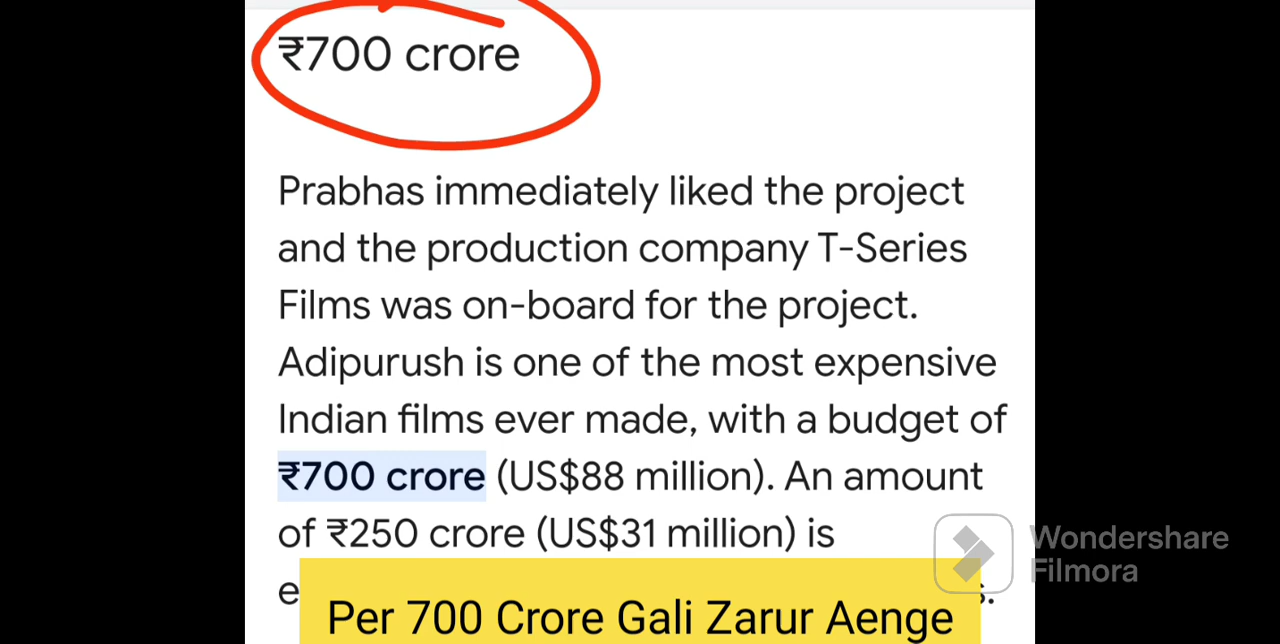 ₹700 crore
Prabhas immediately liked the project
and the production company T-Series
Films was on-board for the project.
Adipurush is one of the most expensive
Indian films ever made, with a budget of
₹700 crore (US$88 million). An amount
of ₹250 crore (US$31 million) is
Wondershare
Filmora
Per 700 Crore Gali Zarur Aenge